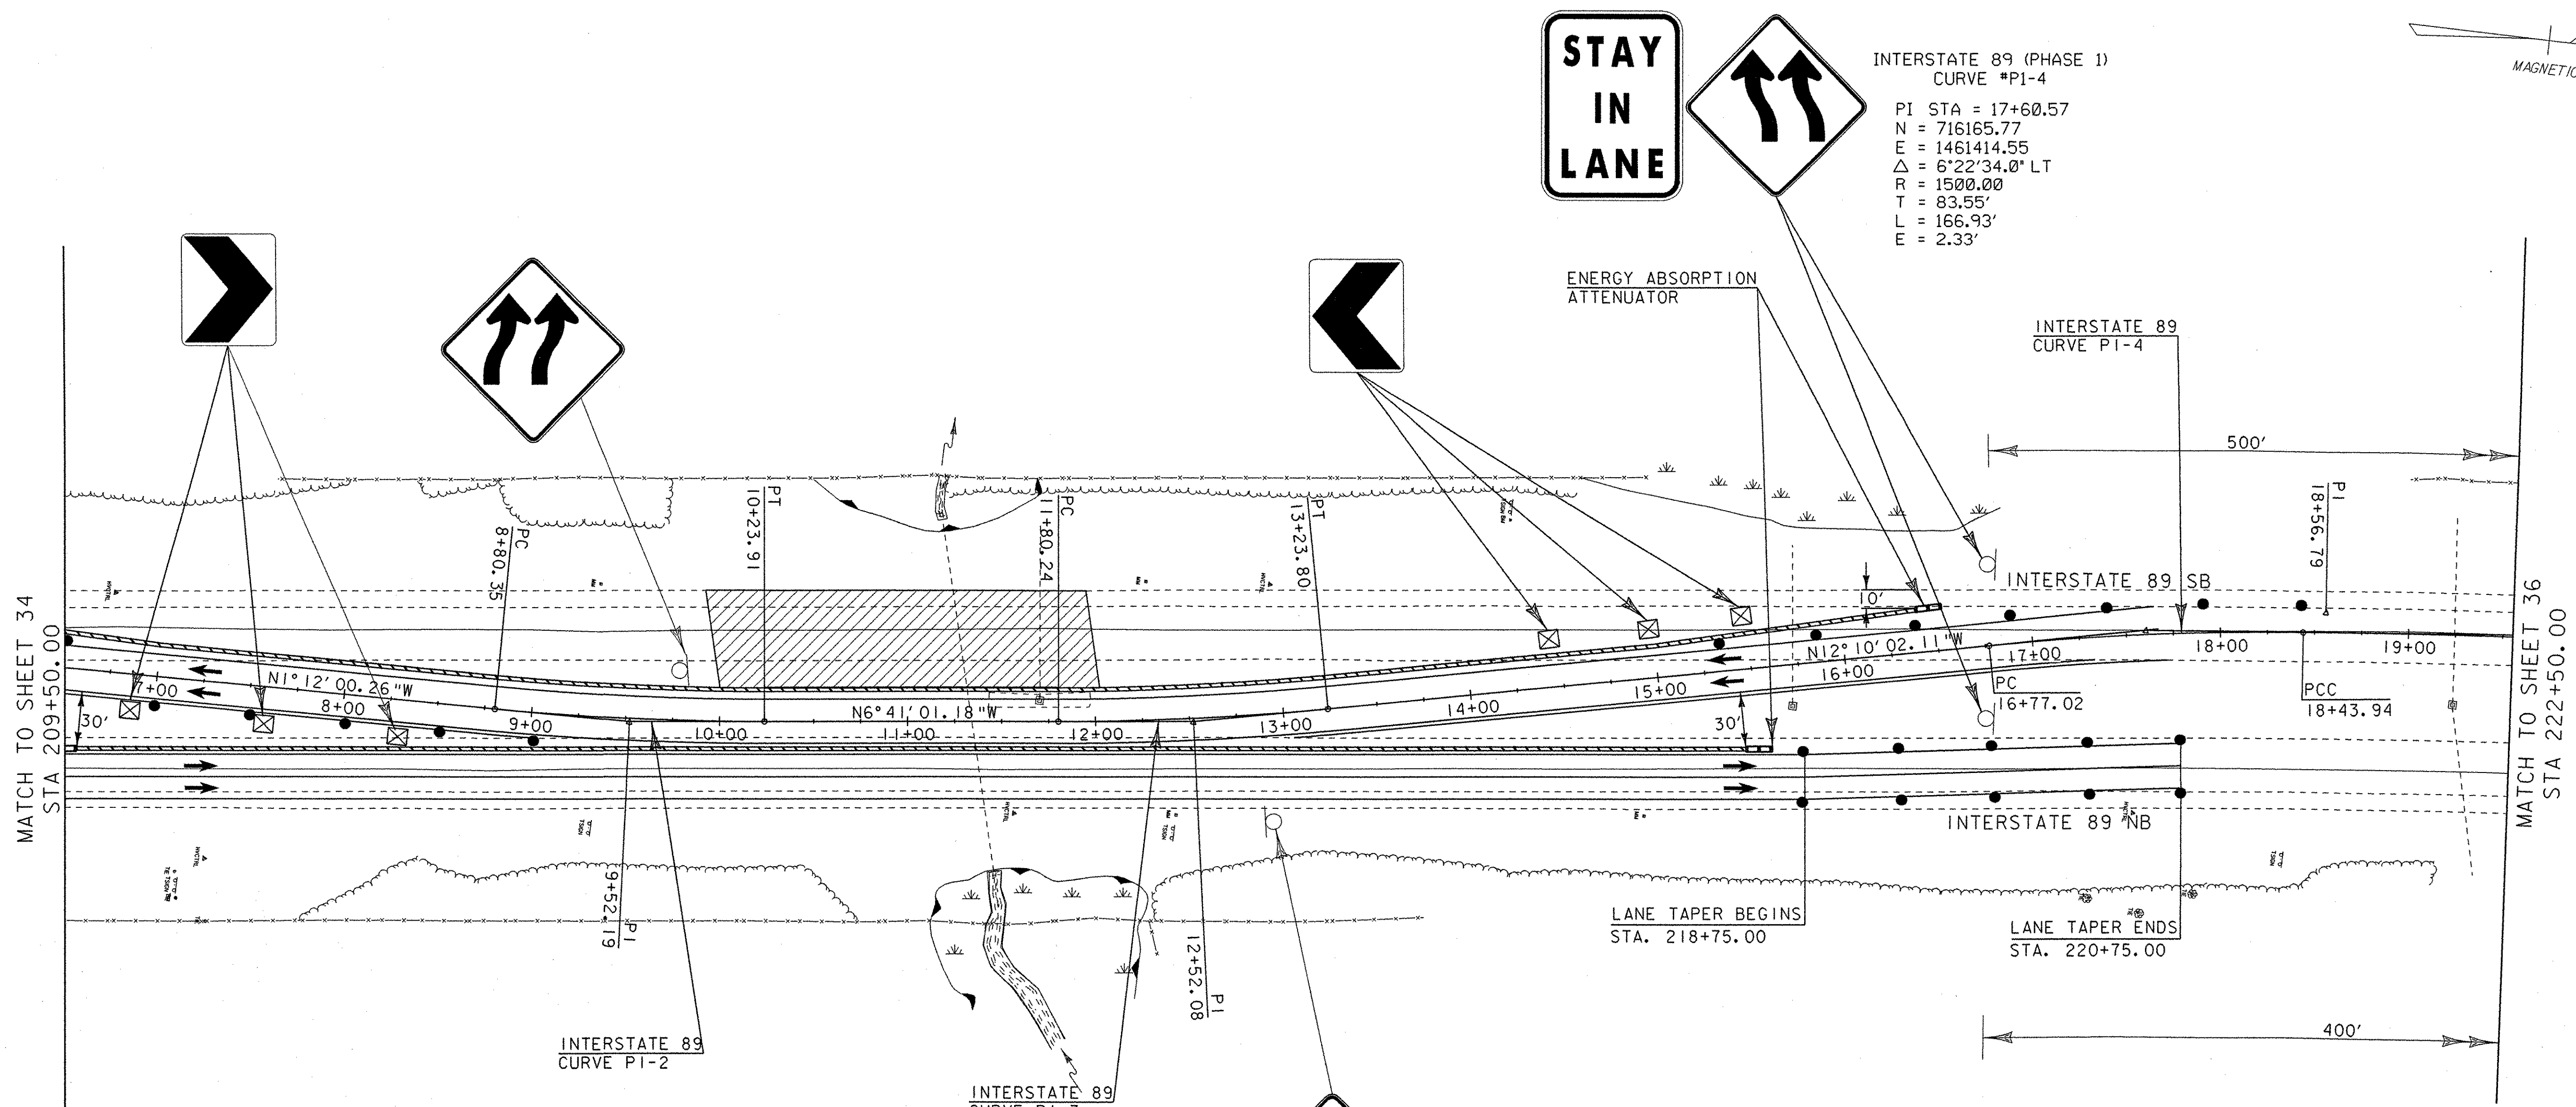 STAY
IN
LANE
INTERSTATE 89 (PHASE 1)
CURVE #P1-4
PI STA = 17+60.57
N = 716165.77
E = 1461414.55
Δ = 6°22'34.0" LT
R = 1500.00
T = 83.55'
L = 166.93'
E = 2.33'
ENERGY ABSORPTION
ATTENUATOR
INTERSTATE 89
CURVE P1-4
500'
MATCH TO SHEET 34
STA 209+50.00
PC
8+80.35
PT
10+23.91
PC
11+80.24
PT
13+23.80
PI
18+56.79
INTERSTATE 89 SB
10'
N1°12'00.26"W
N6°41'01.18"W
N12°10'02.11"W
7+00
8+00
9+00
10+00
11+00
12+00
13+00
14+00
15+00
16+00
17+00
18+00
19+00
30'
30'
PC
16+77.02
PCC
18+43.94
INTERSTATE 89 NB
MATCH TO SHEET 36
STA 222+50.00
9+52.19
PI
12+52.08
PI
LANE TAPER BEGINS
STA. 218+75.00
LANE TAPER ENDS
STA. 220+75.00
400'
INTERSTATE 89
CURVE P1-2
INTERSTATE 89